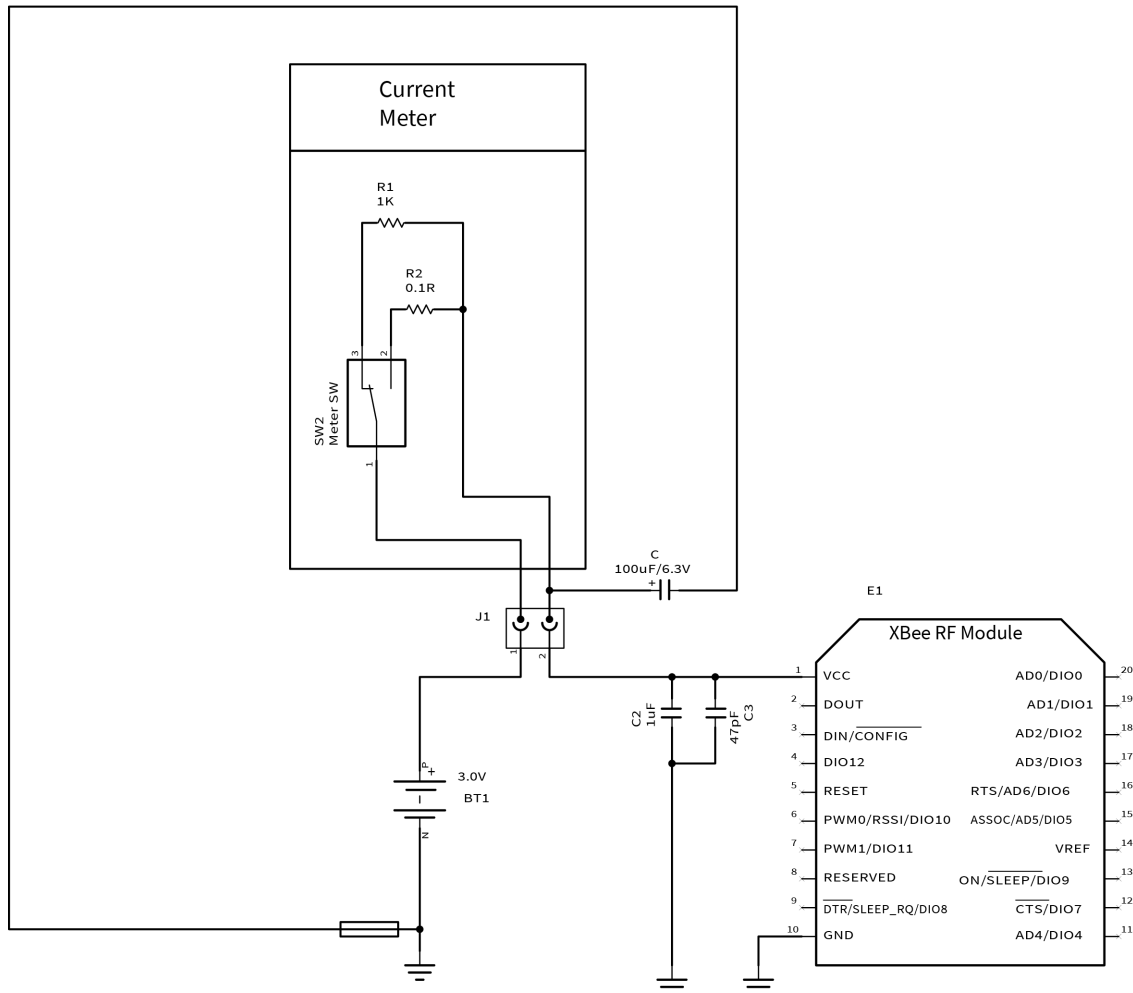 Current
Meter
R1
1K
R2
0.1R
3
2
SW2
Meter SW
1
C
100uF/6.3V
+
J1
1
2
E1
XBee RF Module
1
VCC
AD0/DIO0
20
2
DOUT
AD1/DIO1
19
3
DIN/CONFIG
AD2/DIO2
18
4
DIO12
AD3/DIO3
17
5
RESET
RTS/AD6/DIO6
16
6
PWM0/RSSI/DIO10
ASSOC/AD5/DIO5
15
7
PWM1/DIO11
VREF
14
8
RESERVED
ON/SLEEP/DIO9
13
9
DTR/SLEEP_RQ/DIO8
CTS/DIO7
12
10
GND
AD4/DIO4
11
C2
1uF
47pF
C3
P
+
3.0V
BT1
N